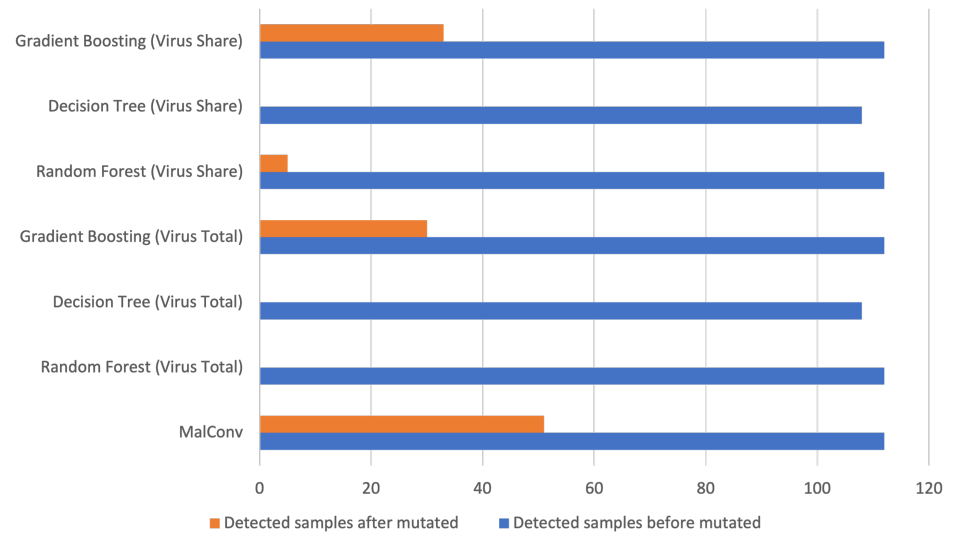 Gradient Boosting (Virus Share)
Decision Tree (Virus Share)
Random Forest (Virus Share)
Gradient Boosting (Virus Total)
Decision Tree (Virus Total)
Random Forest (Virus Total)
MalConv
0 20 40 60 80 100 120
Detected samples after mutated Detected samples before mutated